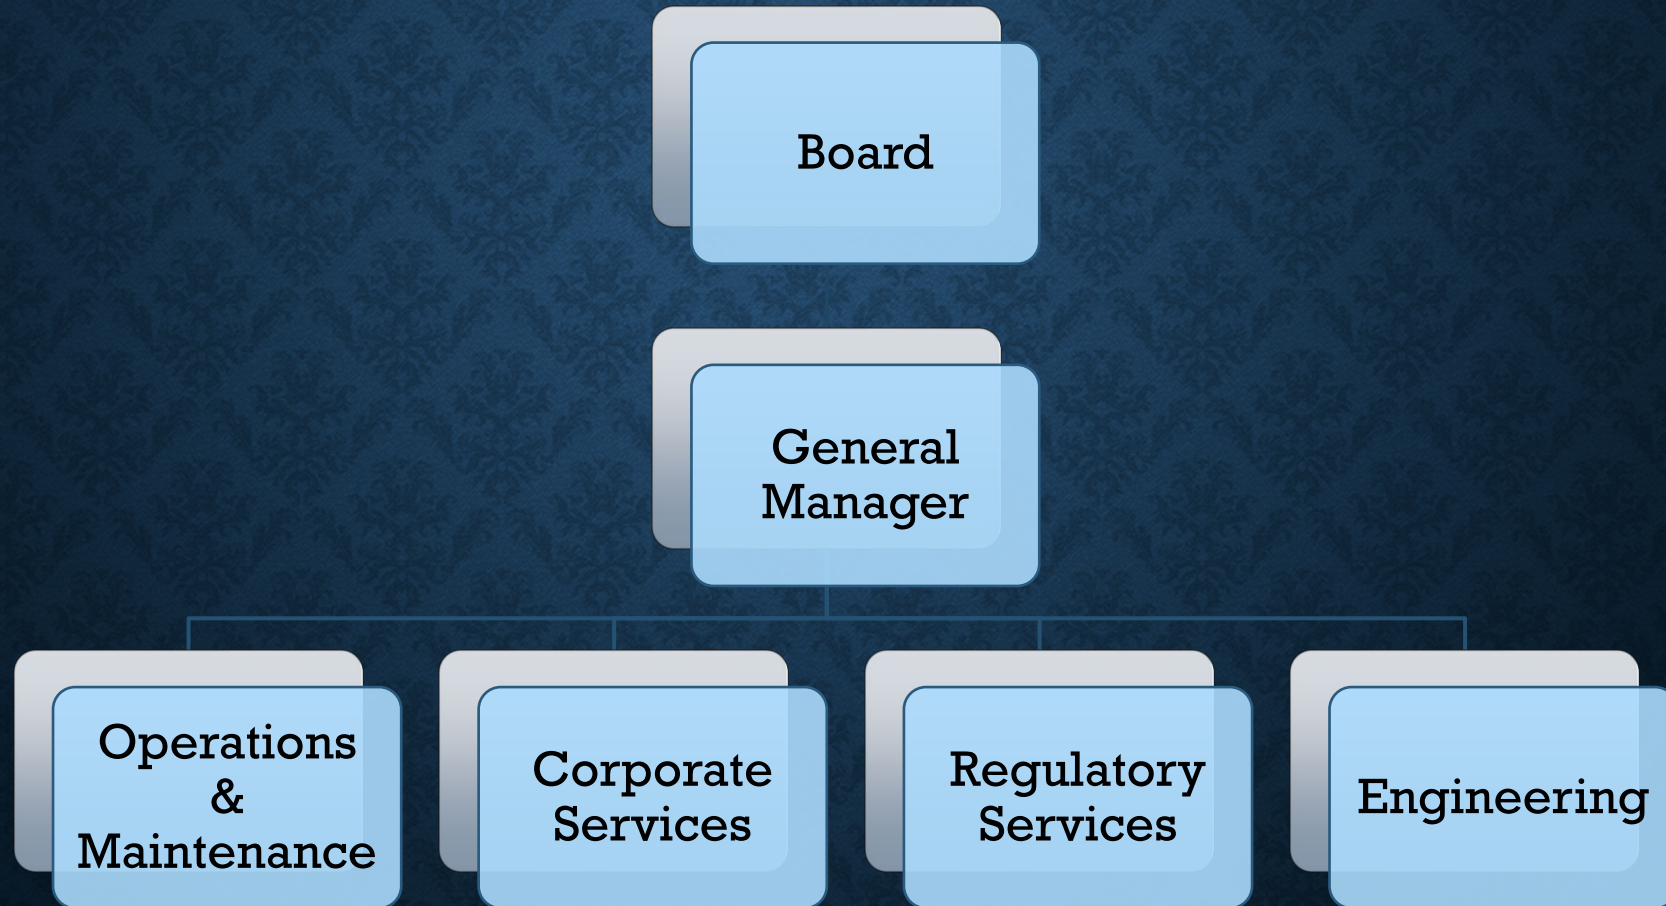 Board
General
Manager
Operations
&
Maintenance
Corporate
Services
Regulatory
Services
Engineering